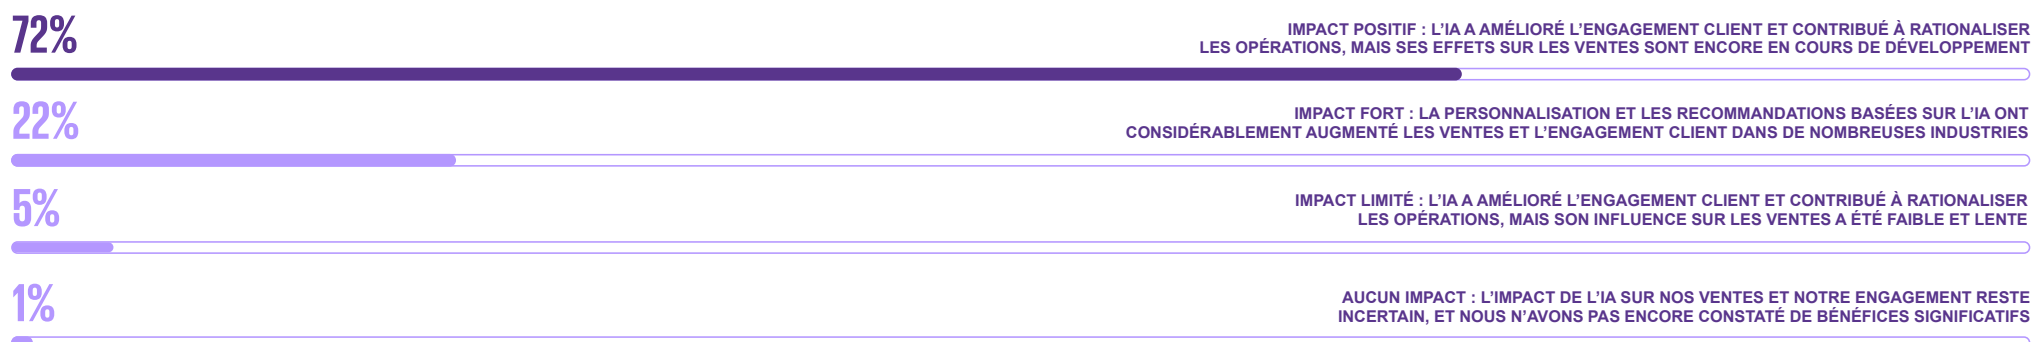 72%
IMPACT POSITIF : L'IA A AMÉLIORÉ L'ENGAGEMENT CLIENT ET CONTRIBUÉ À RATIONALISER
LES OPÉRATIONS, MAIS SES EFFETS SUR LES VENTES SONT ENCORE EN COURS DE DÉVELOPPEMENT
22%
IMPACT FORT : LA PERSONNALISATION ET LES RECOMMANDATIONS BASÉES SUR L'IA ONT
CONSIDÉRABLEMENT AUGMENTÉ LES VENTES ET L'ENGAGEMENT CLIENT DANS DE NOMBREUSES INDUSTRIES
5%
IMPACT LIMITÉ : L'IA A AMÉLIORÉ L'ENGAGEMENT CLIENT ET CONTRIBUÉ À RATIONALISER
LES OPÉRATIONS, MAIS SON INFLUENCE SUR LES VENTES A ÉTÉ FAIBLE ET LENTE
1%
AUCUN IMPACT : L'IMPACT DE L'IA SUR NOS VENTES ET NOTRE ENGAGEMENT RESTE
INCERTAIN, ET NOUS N'AVONS PAS ENCORE CONSTATÉ DE BÉNÉFICES SIGNIFICATIFS